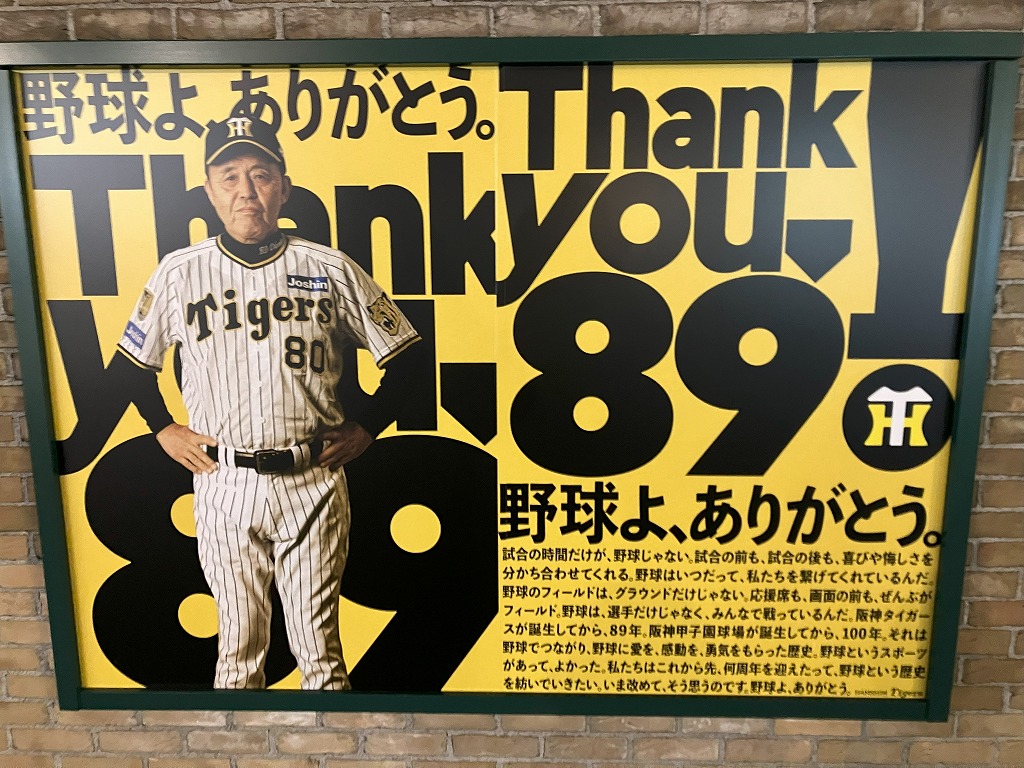 野球よ、ありがとう。
Thank
you,
89
TH
Joshin
Tigers
80
Joshin
Thank
you,
89!
TH
野球よ、ありがとう。
試合の時間だけが、野球じゃない。試合の前も、試合の後も、喜びや悔しさを
分かち合わせてくれる。野球はいつだって、私たちを繋げてくれているんだ。
野球のフィールドは、グラウンドだけじゃない。応援席も、画面の前も、ぜんぶが
フィールド。野球は、選手だけじゃなく、みんなで戦っているんだ。阪神タイガー
スが誕生してから、89年。阪神甲子園球場が誕生してから、100年。それは
野球でつながり、野球に愛を、感動を、勇気をもらった歴史。野球というスポーツ
があって、よかった。私たちはこれから先、何周年を迎えたって、野球という歴史
を紡いでいきたい。いま改めて、そう思うのです。野球よ、ありがとう。 HANSHIN Tigers